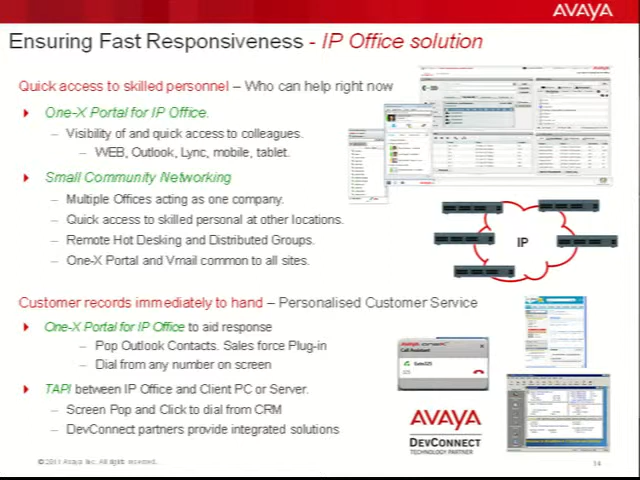 AVAYA
Ensuring Fast Responsiveness - IP Office solution
Quick access to skilled personnel – Who can help right now
One-X Portal for IP Office.
– Visibility of and quick access to colleagues.
– WEB, Outlook, Lync, mobile, tablet.
Small Community Networking
– Multiple Offices acting as one company.
– Quick access to skilled personal at other locations.
– Remote Hot Desking and Distributed Groups.
– One-X Portal and Vmail common to all sites.
IP
Customer records immediately to hand – Personalised Customer Service
One-X Portal for IP Office to aid response
– Pop Outlook Contacts. Sales force Plug-in
– Dial from any number on screen
TAPI between IP Office and Client PC or Server.
– Screen Pop and Click to dial from CRM
– DevConnect partners provide integrated solutions
Call Assistant
AVAYA
DEVCONNECT
TECHNOLOGY PARTNER
©2011 Avaya Inc. All rights reserved.
14